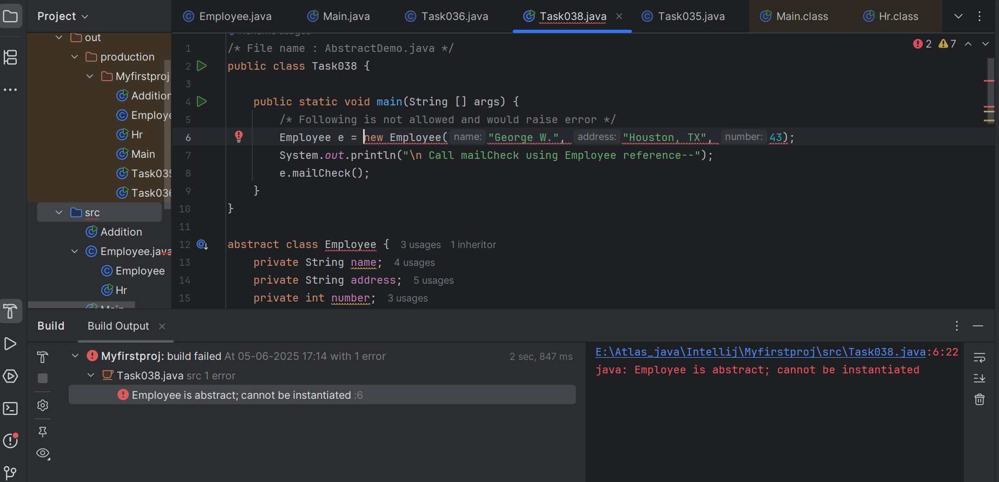 Project
Employee.java
Main.java
Task036.java
Task038.java
Task035.java
Main.class
Hr.class
out
production
Myfirstproj
Addition
Employe
Hr
Main
Task035
Task036
src
Addition
Employee.java
Employee
Hr
Main
2
7
1 /* File name : AbstractDemo.java */
2 public class Task038 {
3
4 public static void main(String [] args) {
5 /* Following is not allowed and would raise error */
6 Employee e = new Employee( name: "George W.", address: "Houston, TX", number: 43);
7 System.out.println("\n Call mailCheck using Employee reference--");
8 e.mailCheck();
9 }
10 }
11
12 abstract class Employee { 3 usages 1 inheritor
13 private String name; 4 usages
14 private String address; 5 usages
15 private int number; 3 usages
Build
Build Output
Myfirstproj: build failed At 05-06-2025 17:14 with 1 error
2 sec, 847 ms
Task038.java src 1 error
Employee is abstract; cannot be instantiated :6
E:\Atlas_java\Intellij\Myfirstproj\src\Task038.java:6:22
java: Employee is abstract; cannot be instantiated